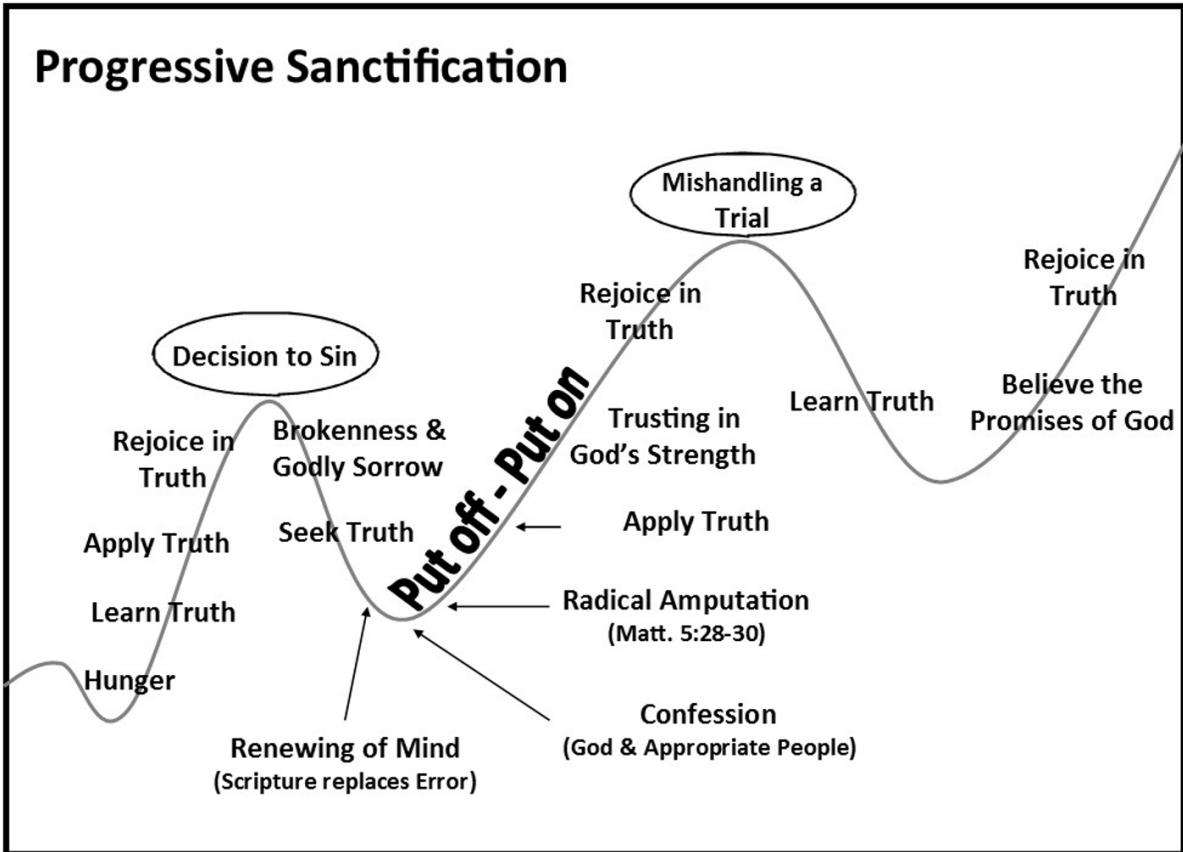 Progressive Sanctification
Mishandling a
Trial
Rejoice in
Truth
Rejoice in
Truth
Decision to Sin
Learn Truth
Believe the
Promises of God
Brokenness &
Godly Sorrow
Rejoice in
Truth
Put off - Put on
Trusting in
God's Strength
Apply Truth
Seek Truth
Apply Truth
Learn Truth
Radical Amputation
(Matt. 5:28-30)
Hunger
Renewing of Mind
(Scripture replaces Error)
Confession
(God & Appropriate People)